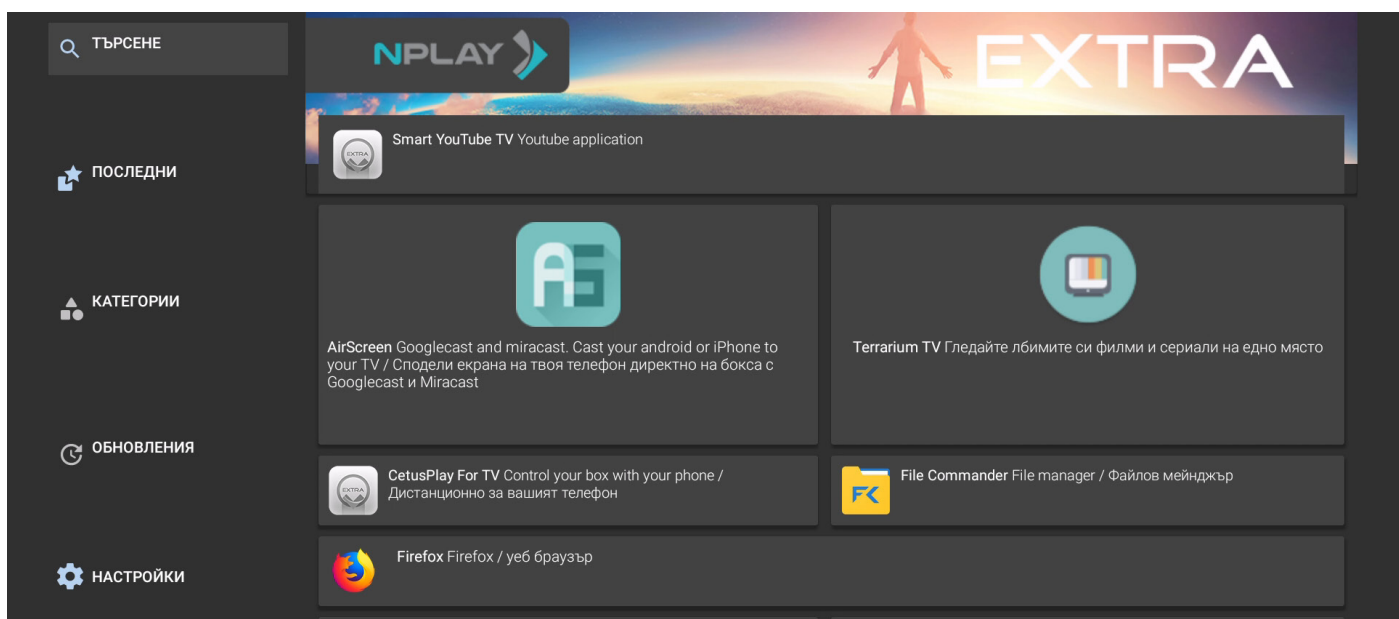 ТЪРСЕНЕ
NPLAY
EXTRA
EXTRA
Smart YouTube TV Youtube application
ПОСЛЕДНИ
AS
AirScreen Googlecast and miracast. Cast your android or iPhone to
your TV / Сподели екрана на твоя телефон директно на бокса с
Googlecast и Miracast
Terrarium TV Гледайте лбимите си филми и сериали на едно място
КАТЕГОРИИ
ОБНОВЛЕНИЯ
EXTRA
CetusPlay For TV Control your box with your phone /
Дистанционно за вашият телефон
File Commander File manager / Файлов мейнджър
Firefox Firefox / уеб браузър
НАСТРОЙКИ